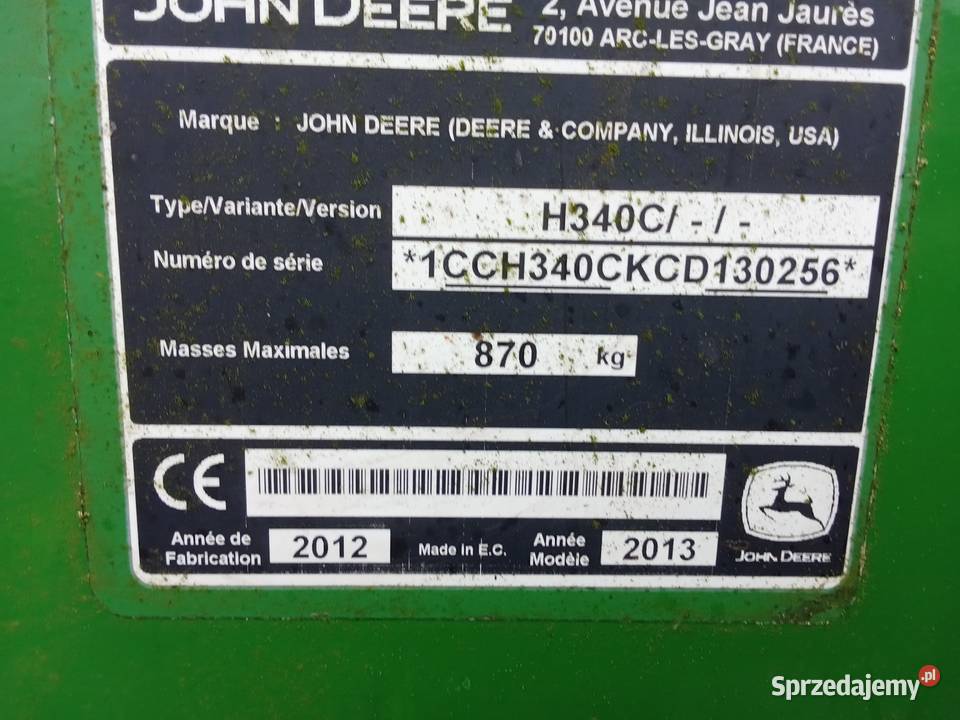 JOHN DEERE
2, Avenue Jean Jaurès
70100 ARC-LES-GRAY (FRANCE)
Marque : JOHN DEERE (DEERE & COMPANY, ILLINOIS, USA)
Type/Variante/Version H340C/ - / -
Numéro de série *1CCH340CKCD130256*
Masses Maximales 870 kg
CE
Année de Fabrication 2012
Made in E.C.
Année Modèle 2013
JOHN DEERE
Sprzedajemy.pl